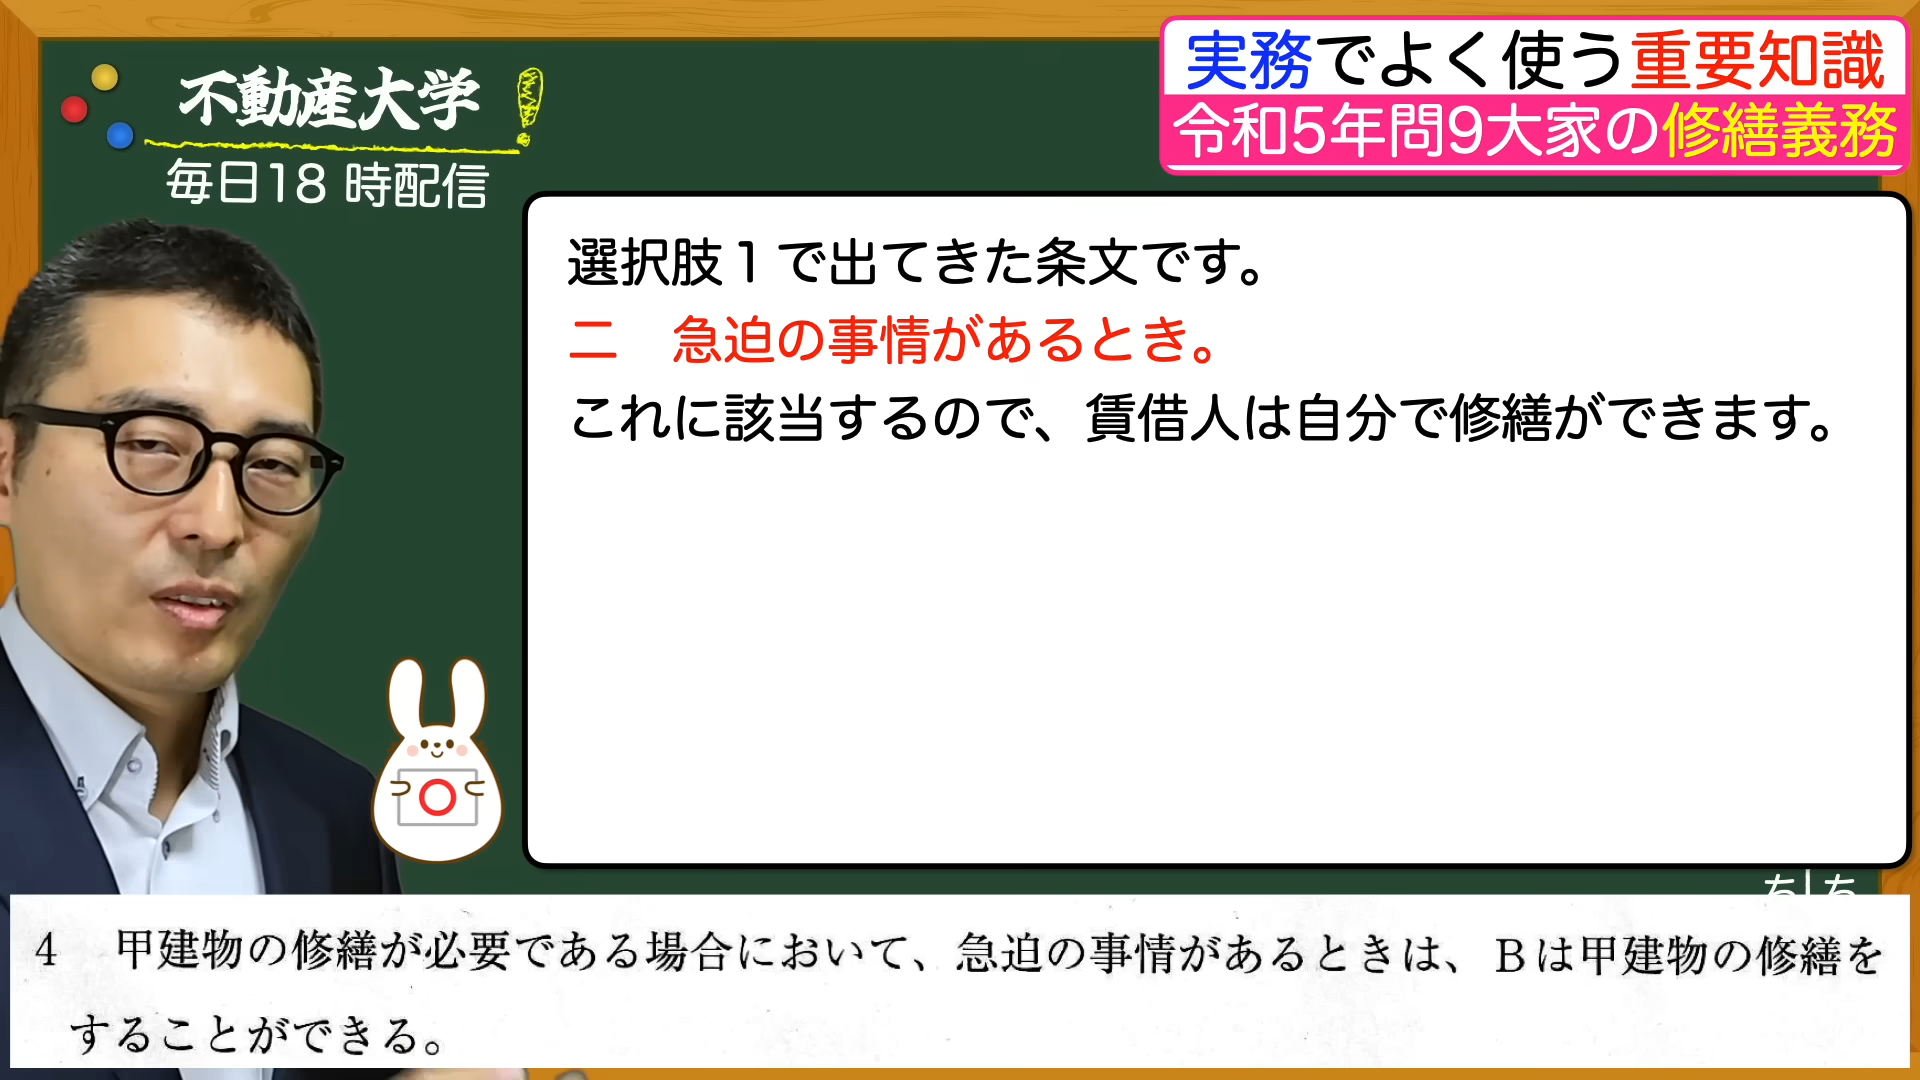 不動産大学!
毎日18時配信
実務でよく使う重要知識
令和5年問9大家の修繕義務
選択肢1で出てきた条文です。
二　急迫の事情があるとき。
これに該当するので、賃借人は自分で修繕ができます。
4　甲建物の修繕が必要である場合において、急迫の事情があるときは、Bは甲建物の修繕を
することができる。